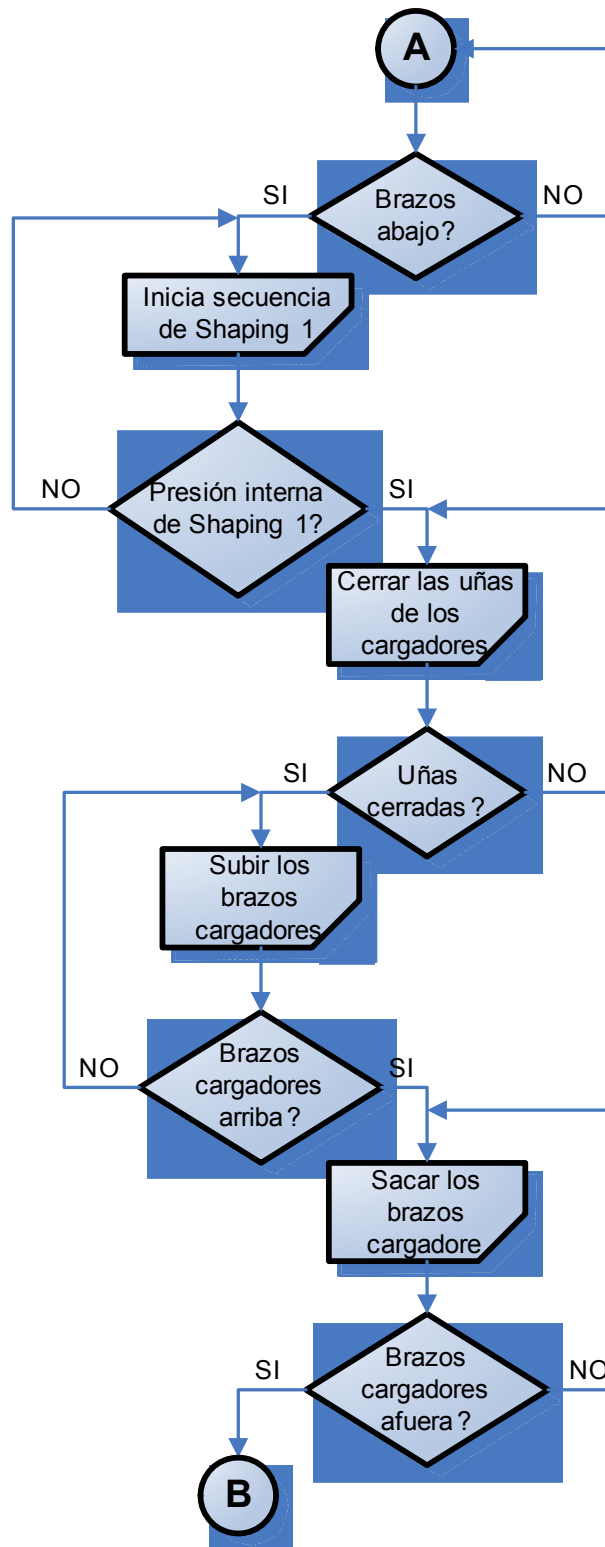 A
SI
Brazos
abajo?
NO
Inicia secuencia
de Shaping 1
NO
Presión interna
de Shaping 1?
SI
Cerrar las uñas
de los
cargadores
SI
Uñas
cerradas?
NO
Subir los
brazos
cargadores
NO
Brazos
cargadores
arriba?
SI
Sacar los
brazos
cargadore
SI
Brazos
cargadores
afuera?
NO
B